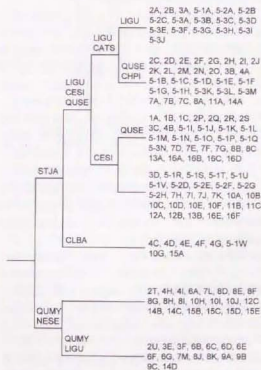 LIGU
2A, 2B, 3A, 5-1A, 5-2A, 5-2B
5-2C, 5-3A, 5-3B, 5-3C, 5-3D
5-3E, 5-3F, 5-3G, 5-3H, 5-3I
5-3J
LIGU
CATS
QUSE
CHPI
2C, 2D, 2E, 2F, 2G, 2H, 2I, 2J
2K, 2L, 2M, 2N, 2O, 3B, 4A
5-1B, 5-1C, 5-1D, 5-1E, 5-1F
5-1G, 5-1H, 5-3K, 5-3L, 5-3M
7A, 7B, 7C, 8A, 11A, 14A
LIGU
CESI
QUSE
QUSE
1A, 1B, 1C, 2P, 2Q, 2R, 2S
3C, 4B, 5-1I, 5-1J, 5-1K, 5-1L
5-1M, 5-1N, 5-1O, 5-1P, 5-1Q
5-3N, 7D, 7E, 7F, 7G, 8B, 8C
13A, 16A, 16B, 16C, 16D
CESI
3D, 5-1R, 5-1S, 5-1T, 5-1U
5-1V, 5-2D, 5-2E, 5-2F, 5-2G
5-2H, 7H, 7I, 7J, 7K, 10A, 10B
10C, 10D, 10E, 10F, 11B, 11C
12A, 12B, 13B, 16E, 16F
STJA
CLBA
4C, 4D, 4E, 4F, 4G, 5-1W
10G, 15A
QUMY
NESE
2T, 4H, 4I, 6A, 7L, 8D, 8E, 8F
8G, 8H, 8I, 10H, 10I, 10J, 12C
14B, 14C, 15B, 15C, 15D, 15E
QUMY
LIGU
2U, 3E, 3F, 6B, 6C, 6D, 6E
6F, 6G, 7M, 8J, 8K, 9A, 9B
9C, 14D